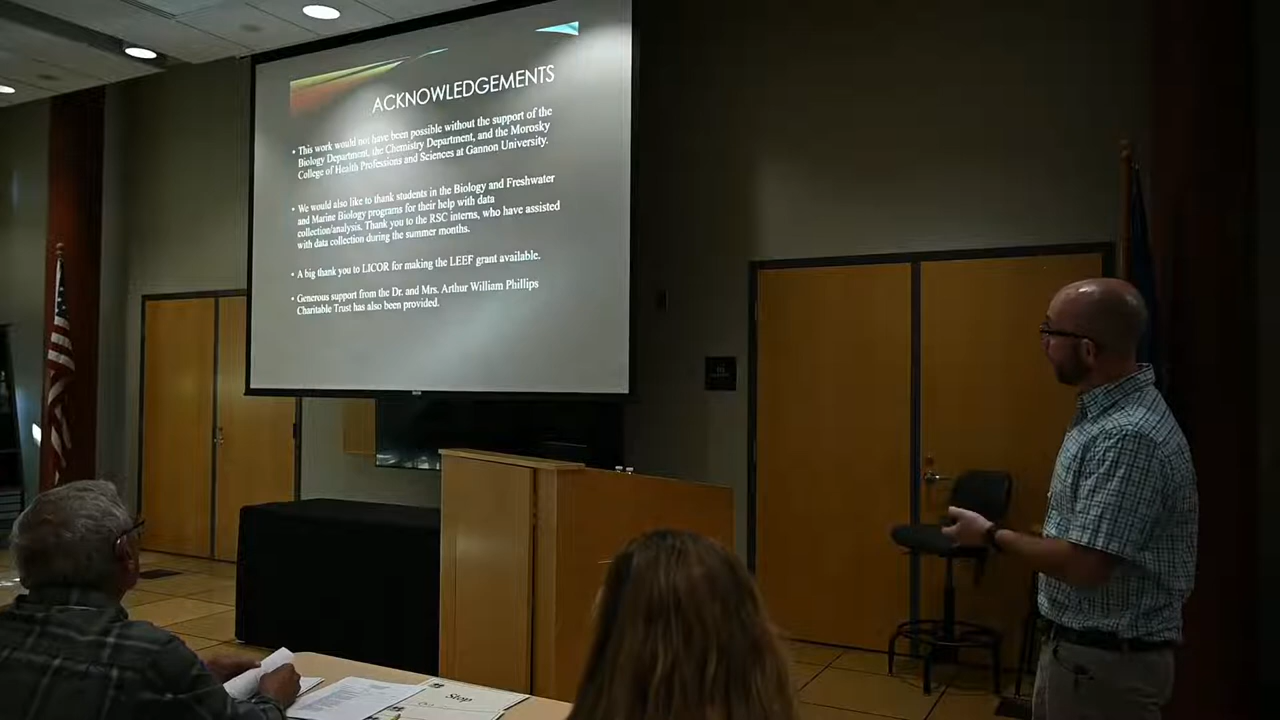 ACKNOWLEDGEMENTS
• This work would not have been possible without the support of the
Biology Department, the Chemistry Department, and the Morosky
College of Health Professions and Sciences at Gannon University.
• We would also like to thank students in the Biology and Freshwater
and Marine Biology programs for their help with data
collection/analysis. Thank you to the RSC interns, who have assisted
with data collection during the summer months.
• A big thank you to LICOR for making the LEEF grant available.
• Generous support from the Dr. and Mrs. Arthur William Phillips
Charitable Trust has also been provided.
Stop